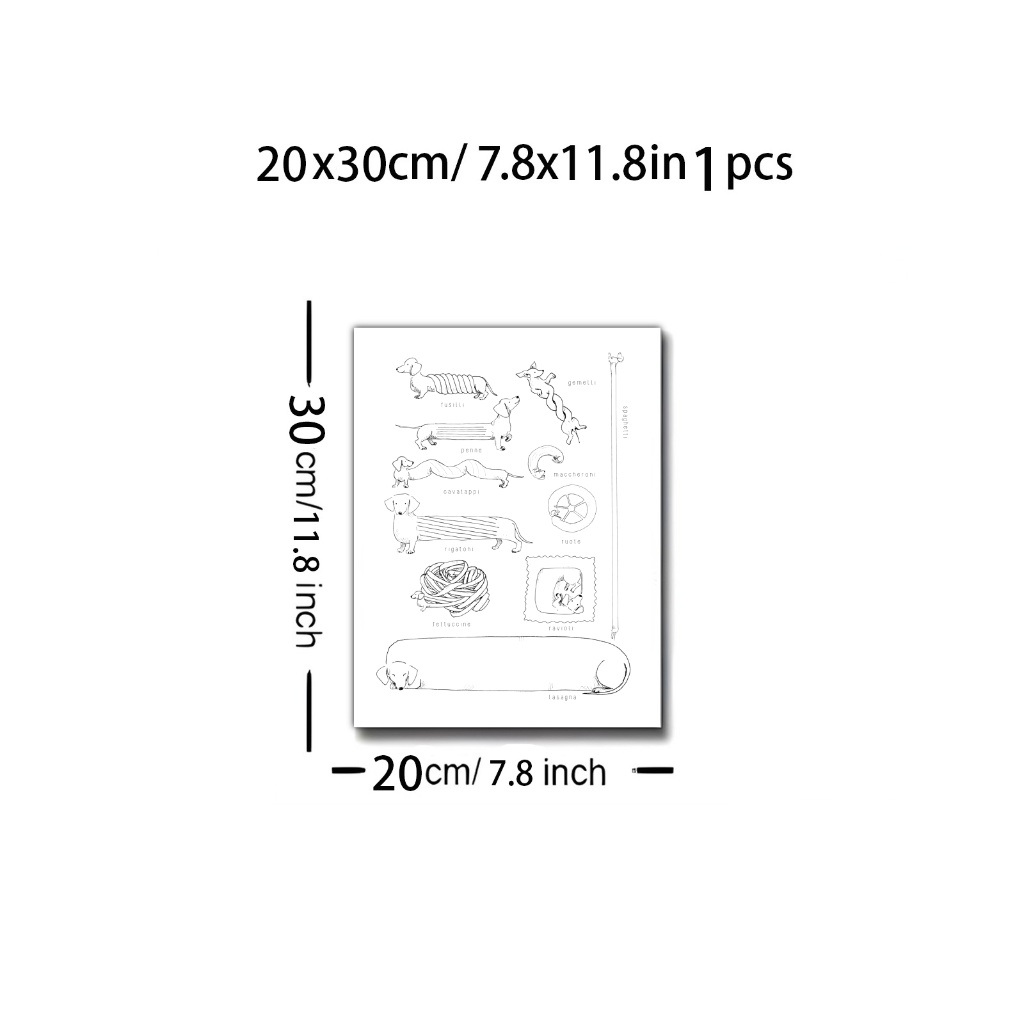 20x30cm/ 7.8x11.8in 1 pcs
30cm/11.8 inch
fusilli
gemelli
spaghetti
penne
cavatappi
maccheroni
rigatoni
ruote
fettuccine
ravioli
lasagna
20cm/ 7.8 inch